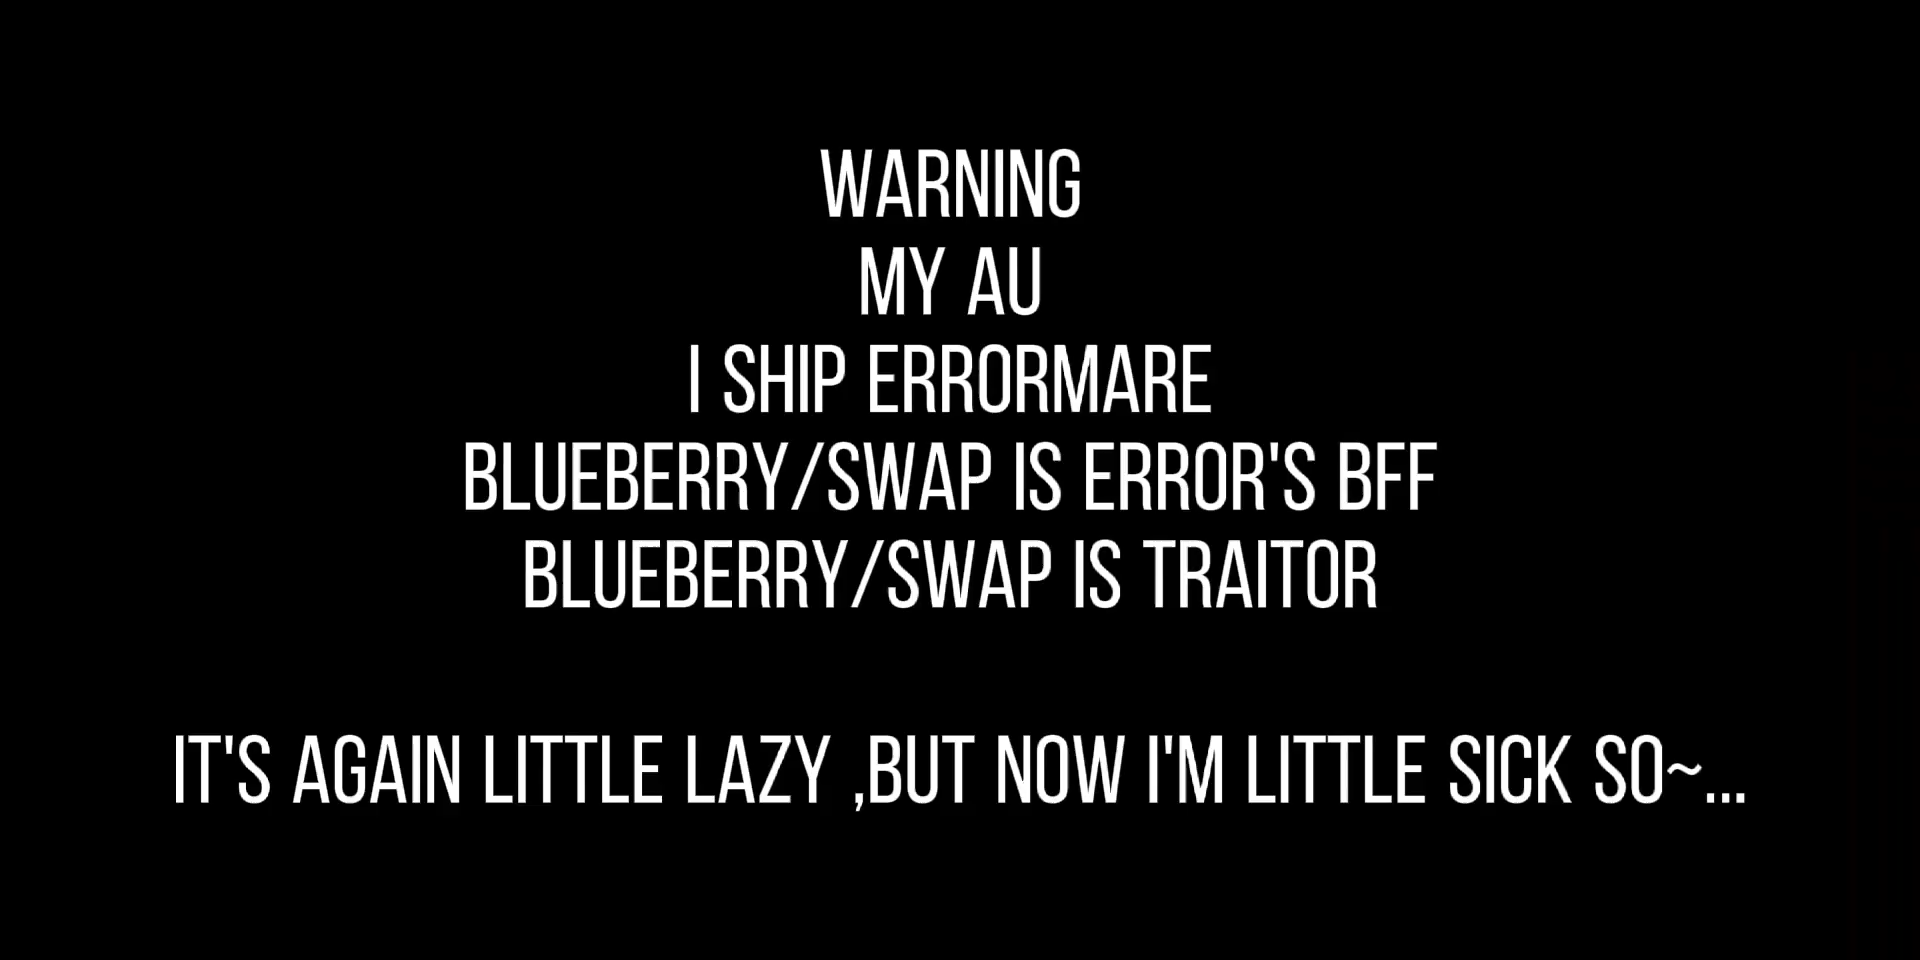 WARNING
MY AU
I SHIP ERRORMARE
BLUEBERRY/SWAP IS ERROR'S BFF
BLUEBERRY/SWAP IS TRAITOR
IT'S AGAIN LITTLE LAZY ,BUT NOW I'M LITTLE SICK SO~...